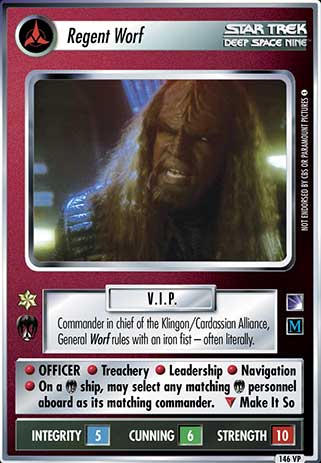 Regent Worf
STAR TREK
DEEP SPACE NINE
NOT ENDORSED BY CBS OR PARAMOUNT PICTURES
V.I.P.
Commander in chief of the Klingon/Cardassian Alliance,
General Worf rules with an iron fist – often literally.
M
OFFICER Treachery Leadership Navigation
On a ship, may select any matching personnel
aboard as its matching commander. Make It So
INTEGRITY 5 CUNNING 6 STRENGTH 10
146 VP